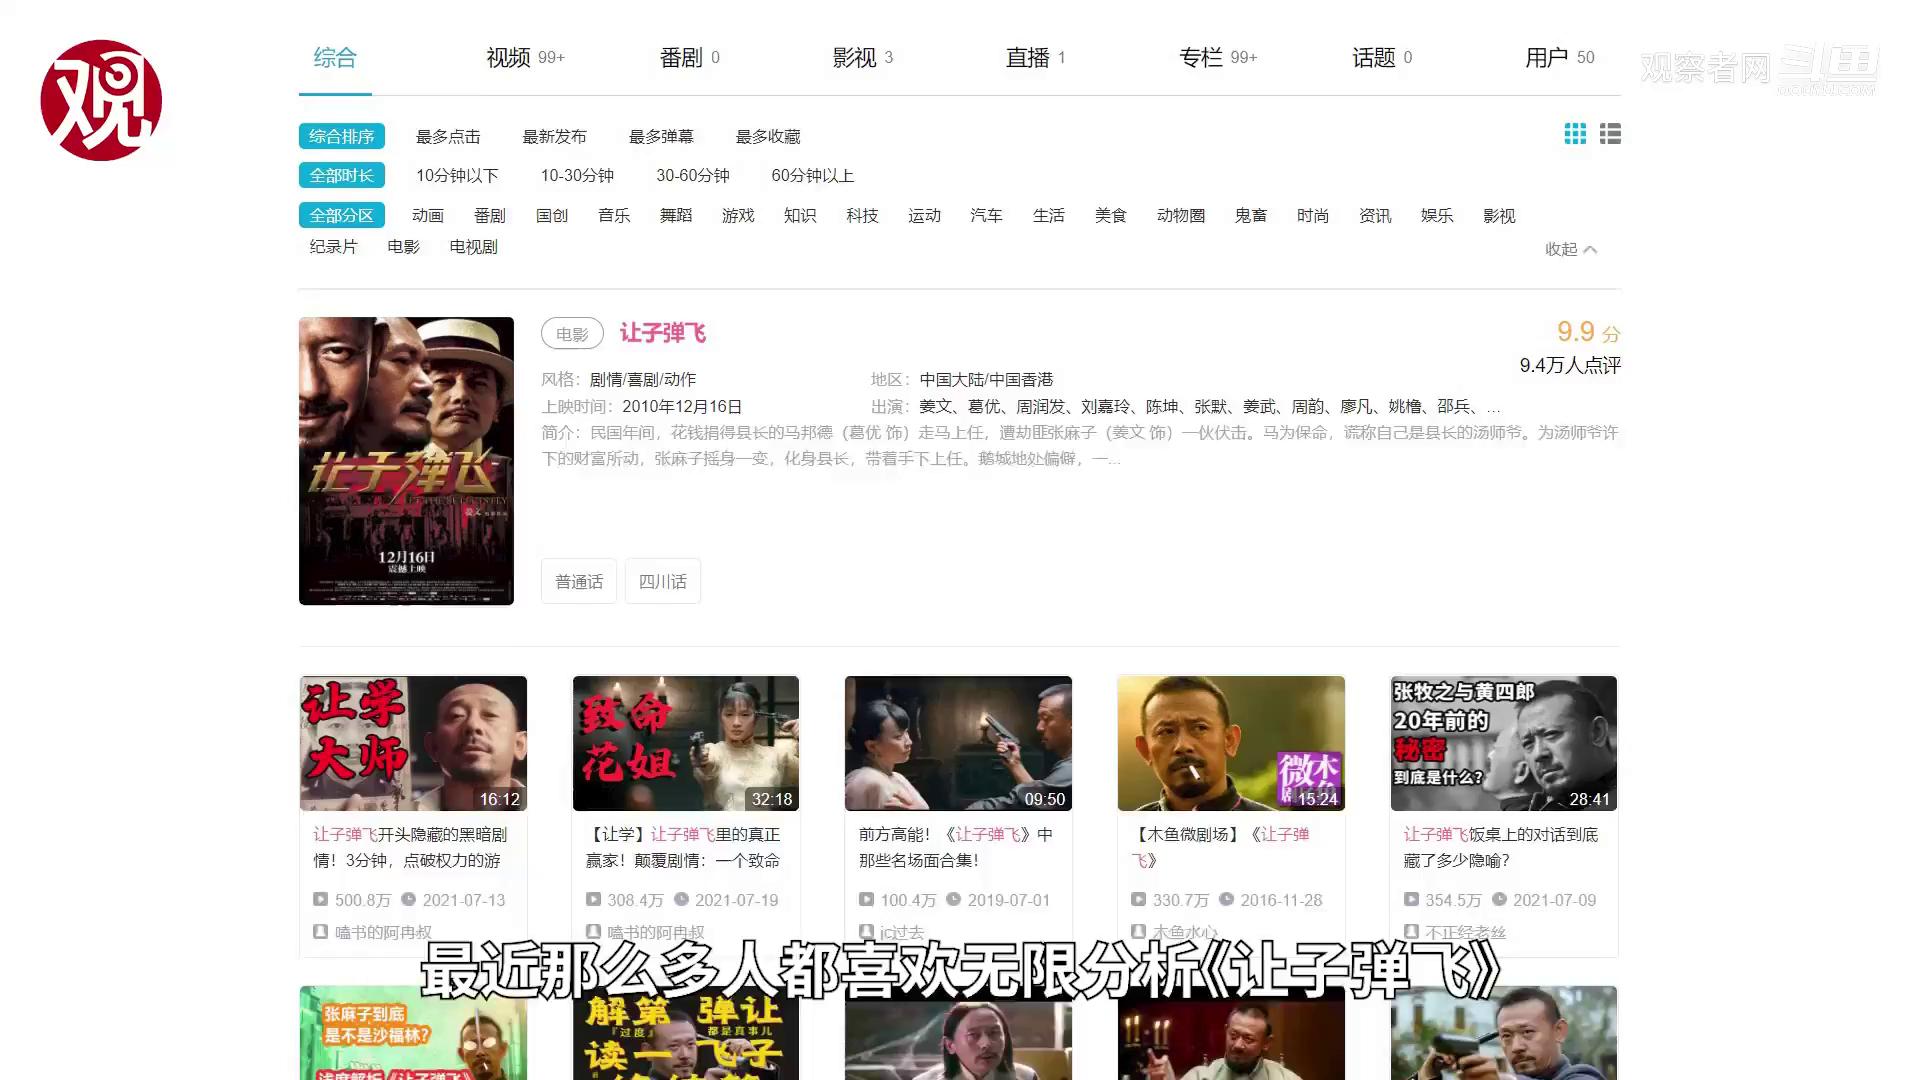 观
综合
视频 99+
番剧 0
影视 3
直播 1
专栏 99+
话题 0
用户 50
观察者网 斗鱼
DOUYU.COM
综合排序 最多点击 最新发布 最多弹幕 最多收藏
全部时长 10分钟以下 10-30分钟 30-60分钟 60分钟以上
全部分区 动画 番剧 国创 音乐 舞蹈 游戏 知识 科技 运动 汽车 生活 美食 动物圈 鬼畜 时尚 资讯 娱乐 影视
纪录片 电影 电视剧
收起
让子弹飞
12月16日
震撼上映
电影 让子弹飞
9.9 分
9.4万人点评
风格：剧情/喜剧/动作 地区：中国大陆/中国香港
上映时间：2010年12月16日 出演：姜文、葛优、周润发、刘嘉玲、陈坤、张默、姜武、周韵、廖凡、姚橹、邵兵、…
简介：民国年间，花钱捐得县长的马邦德（葛优 饰）走马上任，遭劫匪张麻子（姜文 饰）一伙伏击。马为保命，谎称自己是县长的汤师爷。为汤师爷许
下的财富所动，张麻子摇身一变，化身县长，带着手下上任。鹅城地处偏僻，一...
普通话 四川话
让学
大师
16:12
让子弹飞开头隐藏的黑暗剧
情！3分钟，点破权力的游
500.8万 2021-07-13
嗑书的阿冉叔
致命
花姐
32:18
【让学】让子弹飞里的真正
赢家！颠覆剧情：一个致命
308.4万 2021-07-19
嗑书的阿冉叔
09:50
前方高能！《让子弹飞》中
那些名场面合集！
100.4万 2019-07-01
jc过去
微木
15:24
【木鱼微剧场】《让子弹
飞》
330.7万 2016-11-28
木鱼水心
张牧之与黄四郎
20年前的
秘密
到底是什么？
28:41
让子弹飞饭桌上的对话到底
藏了多少隐喻？
354.5万 2021-07-09
不正经老丝
最近那么多人都喜欢无限分析《让子弹飞》
张麻子到底
是不是沙福林？
浅度解析《让子弹飞》
解第 弹让
『过度』 都是真事儿
读一 飞子